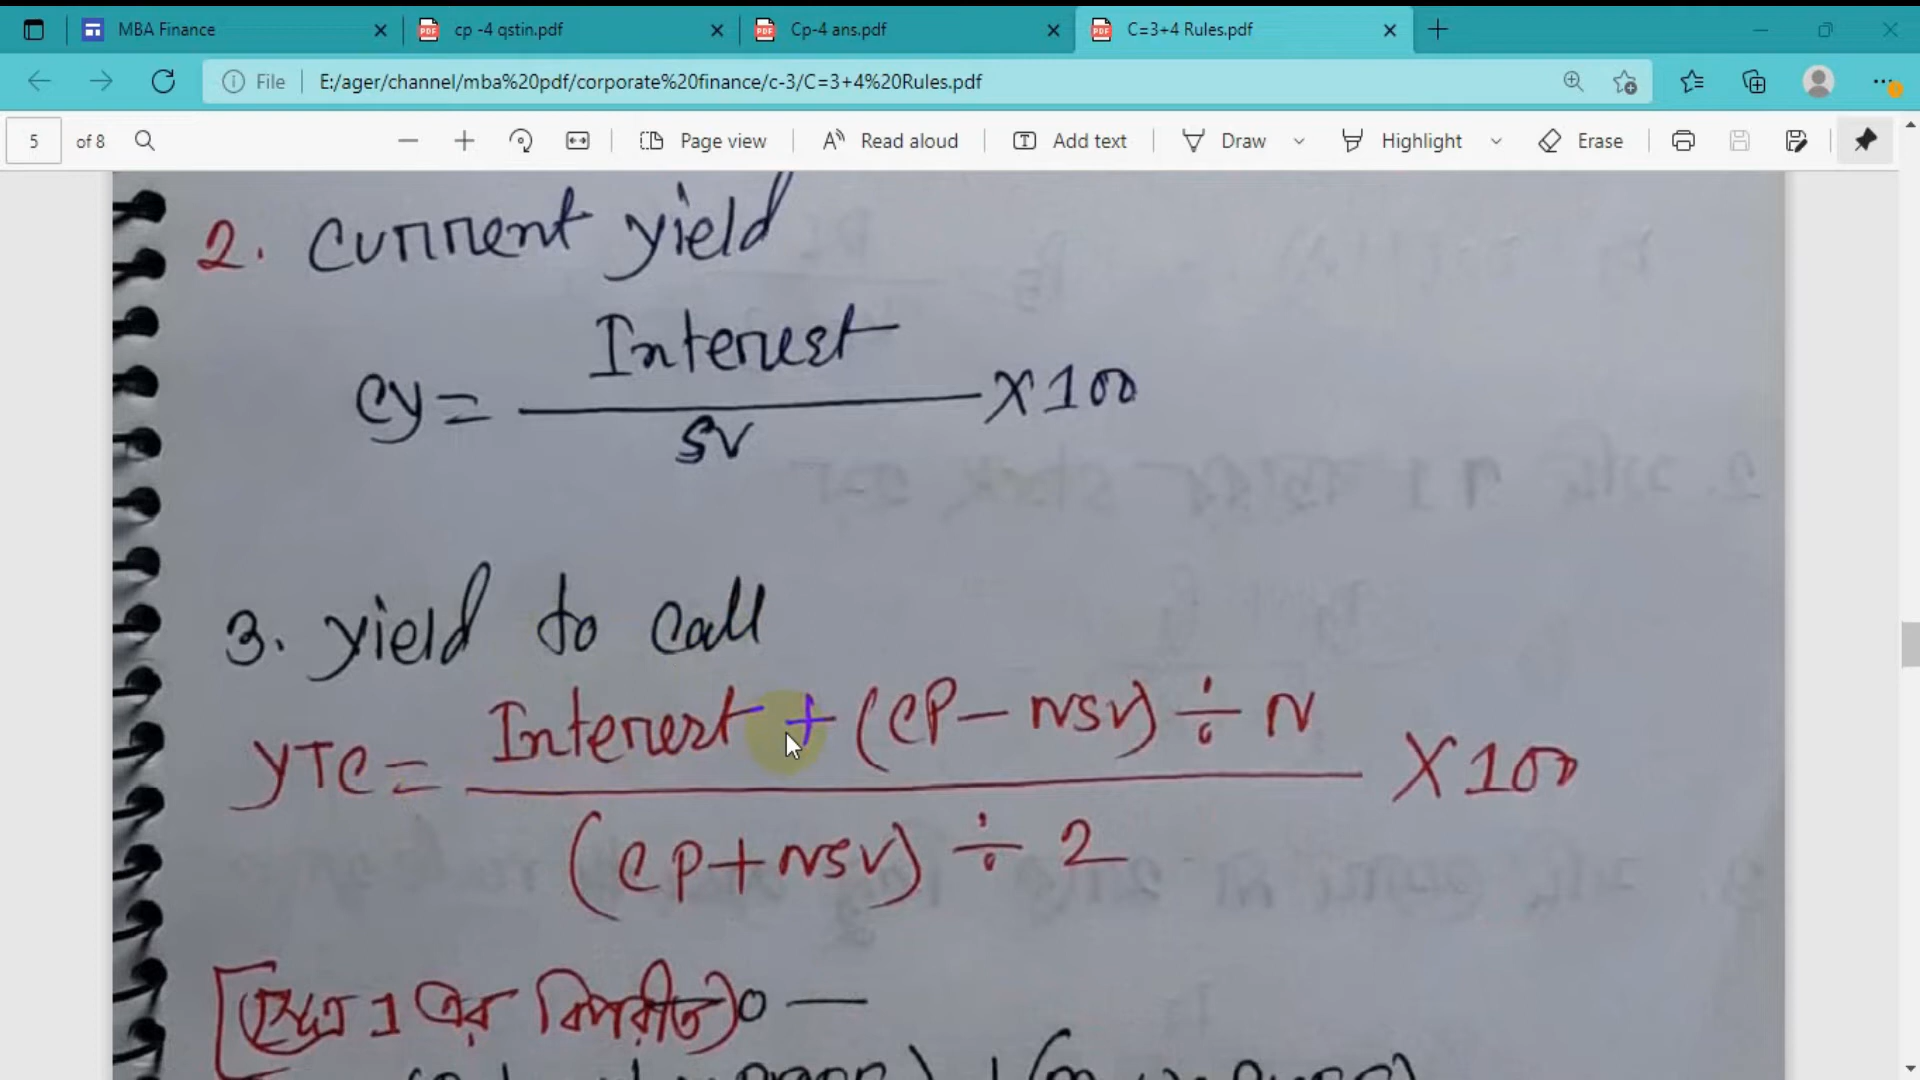 MBA Finance
cp -4 qstin.pdf
Cp-4 ans.pdf
C=3+4 Rules.pdf
File
E:/ager/channel/mba%20pdf/corporate%20finance/c-3/C=3+4%20Rules.pdf
5 of 8
Page view
Read aloud
Add text
Draw
Highlight
Erase
2. Current yield
CY = Interest
SV
X 100
3. Yield to call
YTC = Interest + (CP - NSV) ÷ N
(CP + NSV) ÷ 2
X 100
1 এর বিপরীত)